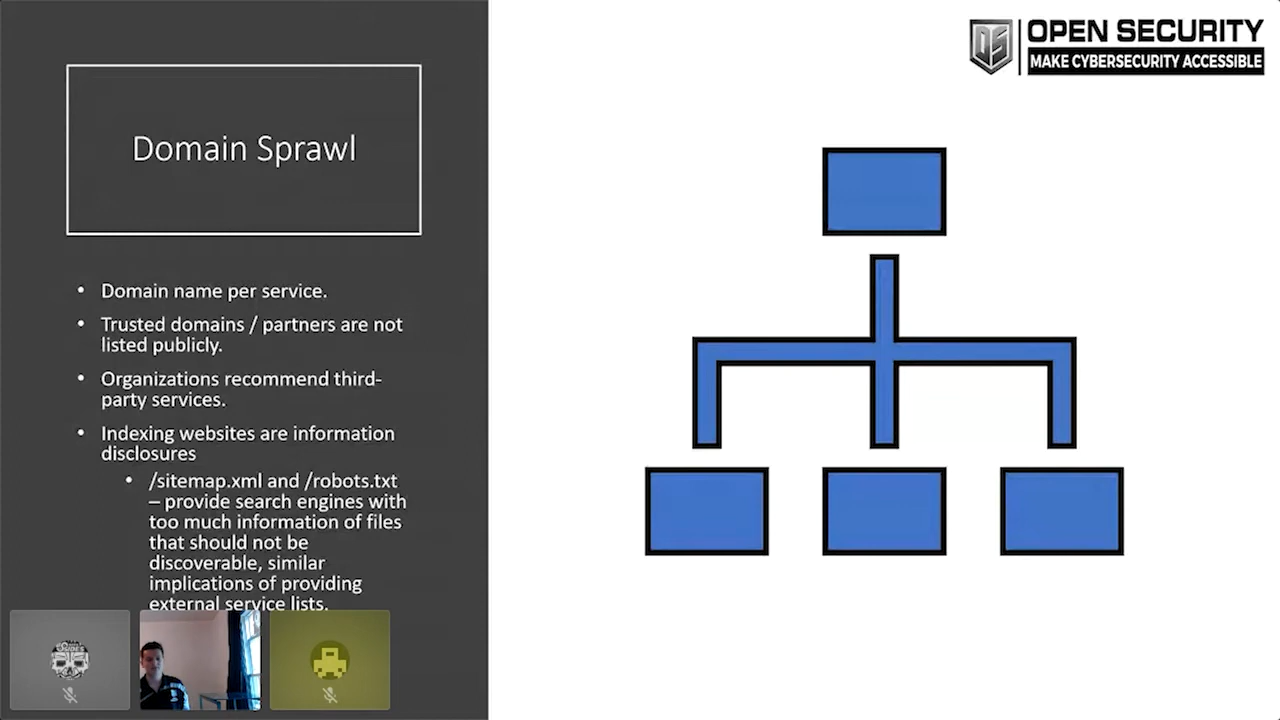 OPEN SECURITY
MAKE CYBERSECURITY ACCESSIBLE
Domain Sprawl
• Domain name per service.
• Trusted domains / partners are not
listed publicly.
• Organizations recommend third-
party services.
• Indexing websites are information
disclosures
• /sitemap.xml and /robots.txt
– provide search engines with
too much information of files
that should not be
discoverable, similar
implications of providing
external service lists.